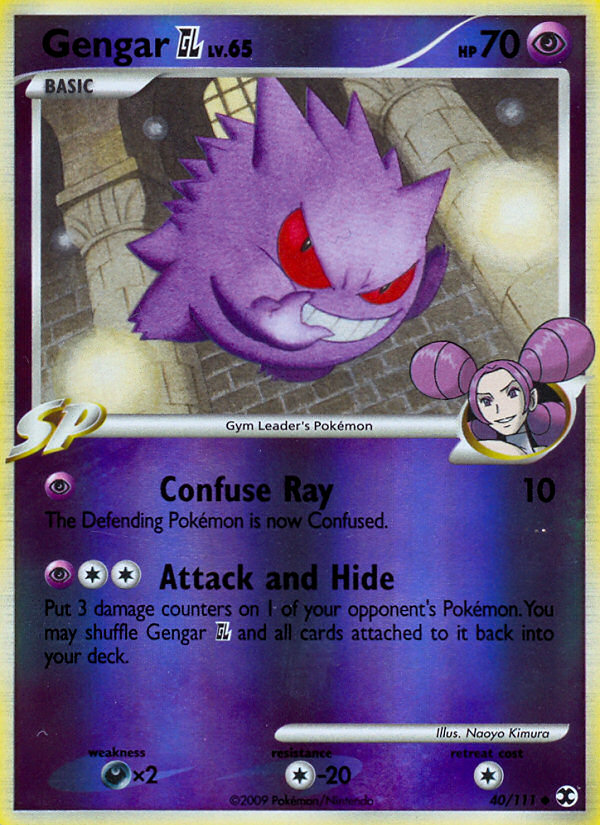 Gengar GL LV.65
HP 70
BASIC
SP
Gym Leader's Pokémon
Confuse Ray 10
The Defending Pokémon is now Confused.
Attack and Hide
Put 3 damage counters on 1 of your opponent's Pokémon. You
may shuffle Gengar GL and all cards attached to it back into
your deck.
Illus. Naoyo Kimura
weakness resistance retreat cost
×2 -20
©2009 Pokémon/Nintendo 40/111